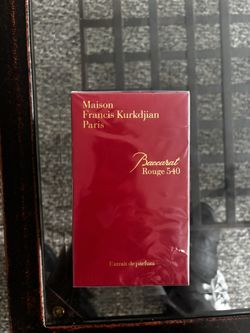 Maison
Francis Kurkdjian
Paris
Baccarat
Rouge 540
Extrait de parfum